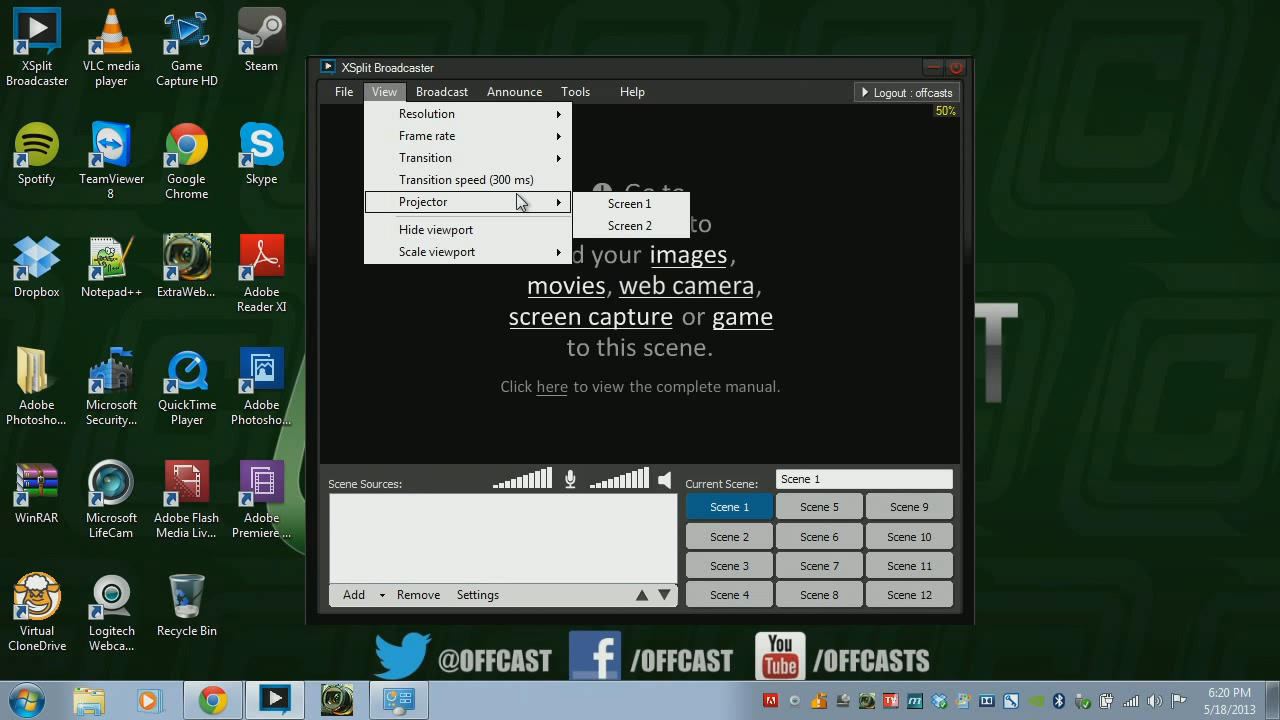 XSplit
Broadcaster
VLC media
player
Game
Capture HD
Steam
Spotify
TeamViewer
8
Google
Chrome
Skype
Dropbox
Notepad++
ExtraWeb...
Adobe
Reader XI
Adobe
Photosho...
Microsoft
Security...
QuickTime
Player
Adobe
Photosho...
WinRAR
Microsoft
LifeCam
Adobe Flash
Media Liv...
Adobe
Premiere ...
Virtual
CloneDrive
Logitech
Webca...
Recycle Bin
XSplit Broadcaster
File View Broadcast Announce Tools Help
Logout : offcasts
50%
Resolution
Frame rate
Transition
Transition speed (300 ms)
Projector
Screen 1
Screen 2
Hide viewport
Scale viewport
Go to
to
d your images,
movies, web camera,
screen capture or game
to this scene.
Click here to view the complete manual.
Scene Sources:
Current Scene: Scene 1
Scene 1 Scene 5 Scene 9
Scene 2 Scene 6 Scene 10
Scene 3 Scene 7 Scene 11
Scene 4 Scene 8 Scene 12
Add Remove Settings
@OFFCAST
f /OFFCAST
You
Tube /OFFCASTS
6:20 PM
5/18/2013